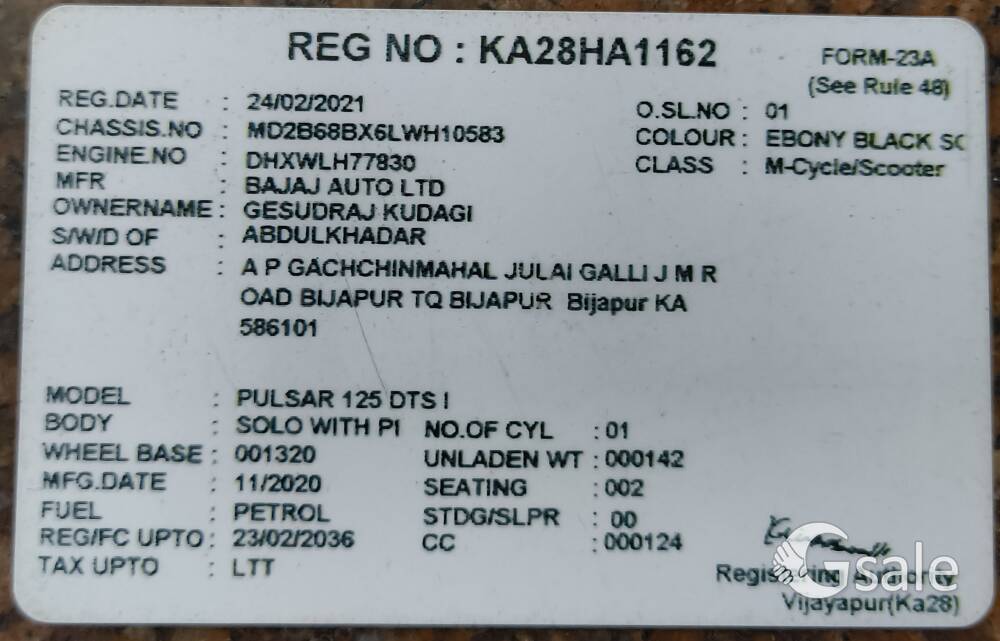 REG NO : KA28HA1162
FORM-23A
(See Rule 48)
REG.DATE : 24/02/2021
O.SL.NO : 01
CHASSIS.NO : MD2B68BX6LWH10583
COLOUR : EBONY BLACK SO
ENGINE.NO : DHXWLH77830
CLASS : M-Cycle/Scooter
MFR : BAJAJ AUTO LTD
OWNERNAME : GESUDRAJ KUDAGI
S/W/D OF : ABDULKHADAR
ADDRESS : A P GACHCHINMAHAL JULAI GALLI J M R
OAD BIJAPUR TQ BIJAPUR Bijapur KA
586101
MODEL : PULSAR 125 DTS I
BODY : SOLO WITH PI NO.OF CYL : 01
WHEEL BASE : 001320 UNLADEN WT : 000142
MFG.DATE : 11/2020 SEATING : 002
FUEL : PETROL STDG/SLPR : 00
REG/FC UPTO : 23/02/2036 CC : 000124
TAX UPTO : LTT
Registering Authority
Vijayapur(Ka28)
Gsale